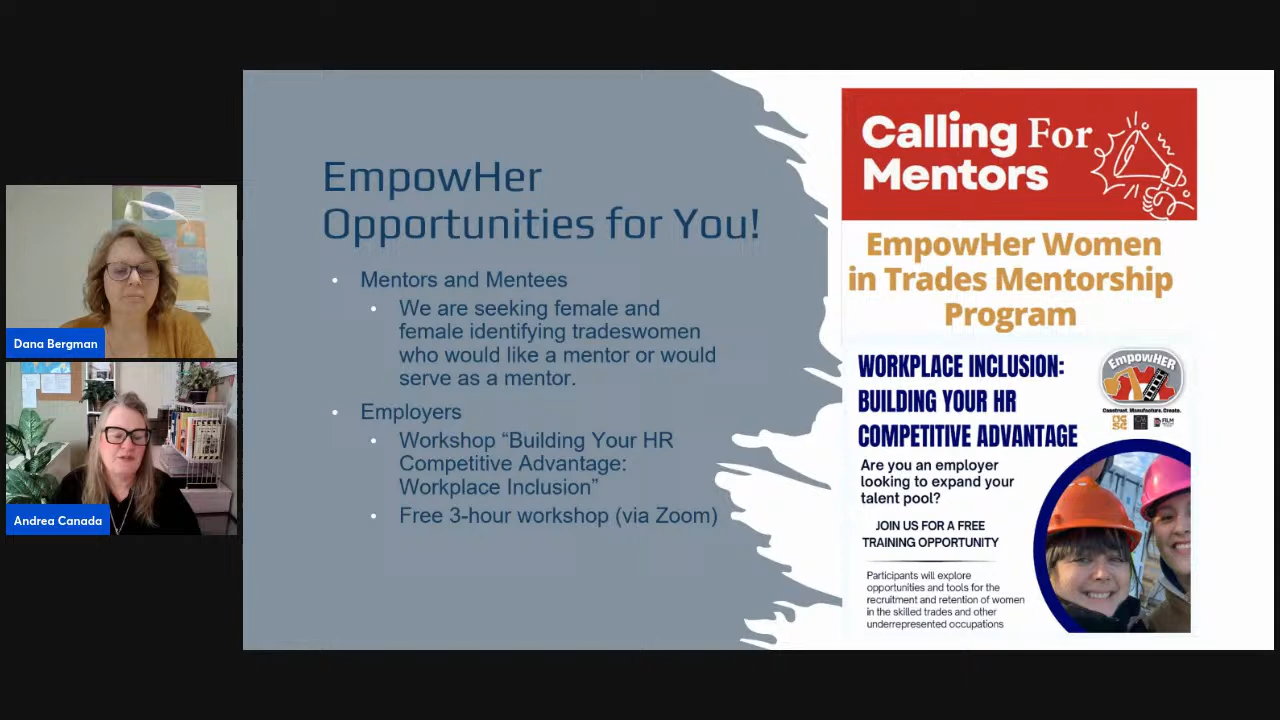 Dana Bergman
Andrea Canada
EmpowHer
Opportunities for You!
• Mentors and Mentees
• We are seeking female and
female identifying tradeswomen
who would like a mentor or would
serve as a mentor.
• Employers
• Workshop “Building Your HR
Competitive Advantage:
Workplace Inclusion”
• Free 3-hour workshop (via Zoom)
Calling For
Mentors
EmpowHer Women
in Trades Mentorship
Program
WORKPLACE INCLUSION:
BUILDING YOUR HR
COMPETITIVE ADVANTAGE
EmpowHER
Construct. Manufacture. Create.
Are you an employer
looking to expand your
talent pool?
JOIN US FOR A FREE
TRAINING OPPORTUNITY
Participants will explore
opportunities and tools for the
recruitment and retention of women
in the skilled trades and other
underrepresented occupations